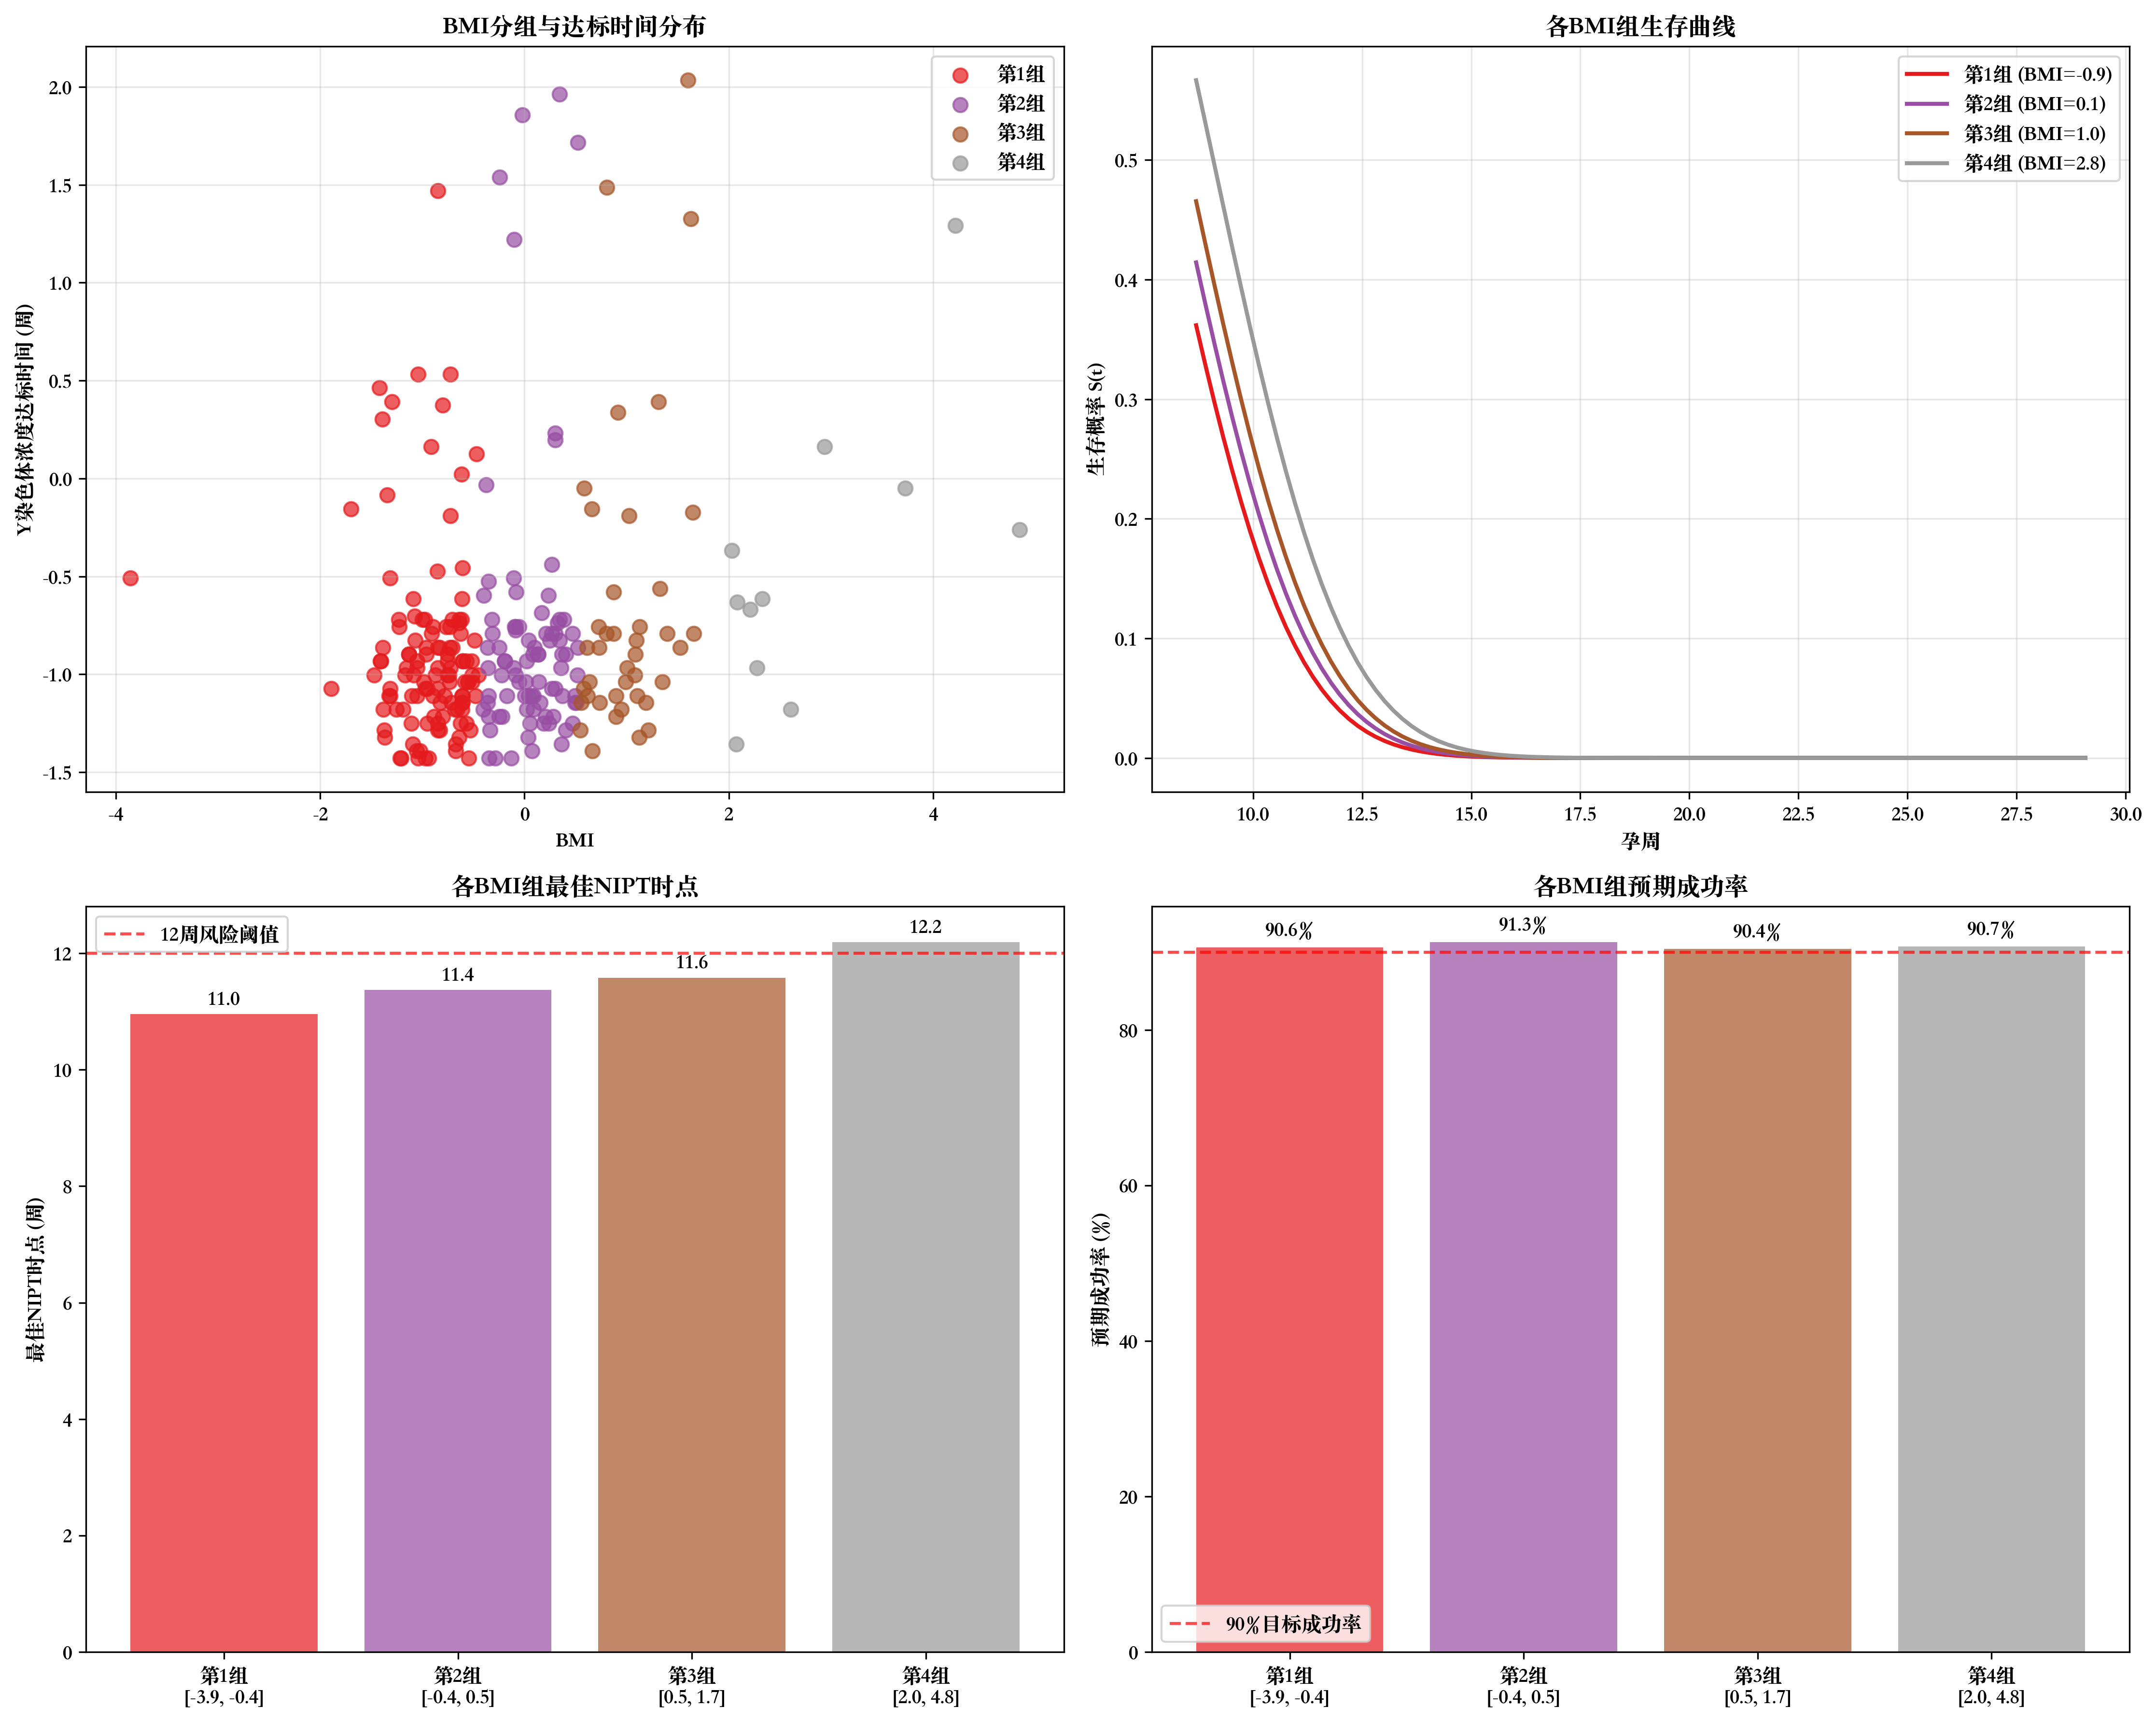 BMI分组与达标时间分布
第1组
第2组
第3组
第4组
2.0
1.5
1.0
0.5
0.0
-0.5
-1.0
-1.5
Y染色体浓度达标时间 (周)
-4
-2
0
2
4
BMI
各BMI组生存曲线
第1组 (BMI=-0.9)
第2组 (BMI=0.1)
第3组 (BMI=1.0)
第4组 (BMI=2.8)
0.5
0.4
0.3
0.2
0.1
0.0
生存概率 S(t)
10.0
12.5
15.0
17.5
20.0
22.5
25.0
27.5
30.0
孕周
各BMI组最佳NIPT时点
12周风险阈值
12
10
8
6
4
2
0
最佳NIPT时点 (周)
11.0
11.4
11.6
12.2
第1组
[-3.9, -0.4]
第2组
[-0.4, 0.5]
第3组
[0.5, 1.7]
第4组
[2.0, 4.8]
各BMI组预期成功率
90.6%
91.3%
90.4%
90.7%
80
60
40
20
0
预期成功率 (%)
90%目标成功率
第1组
[-3.9, -0.4]
第2组
[-0.4, 0.5]
第3组
[0.5, 1.7]
第4组
[2.0, 4.8]